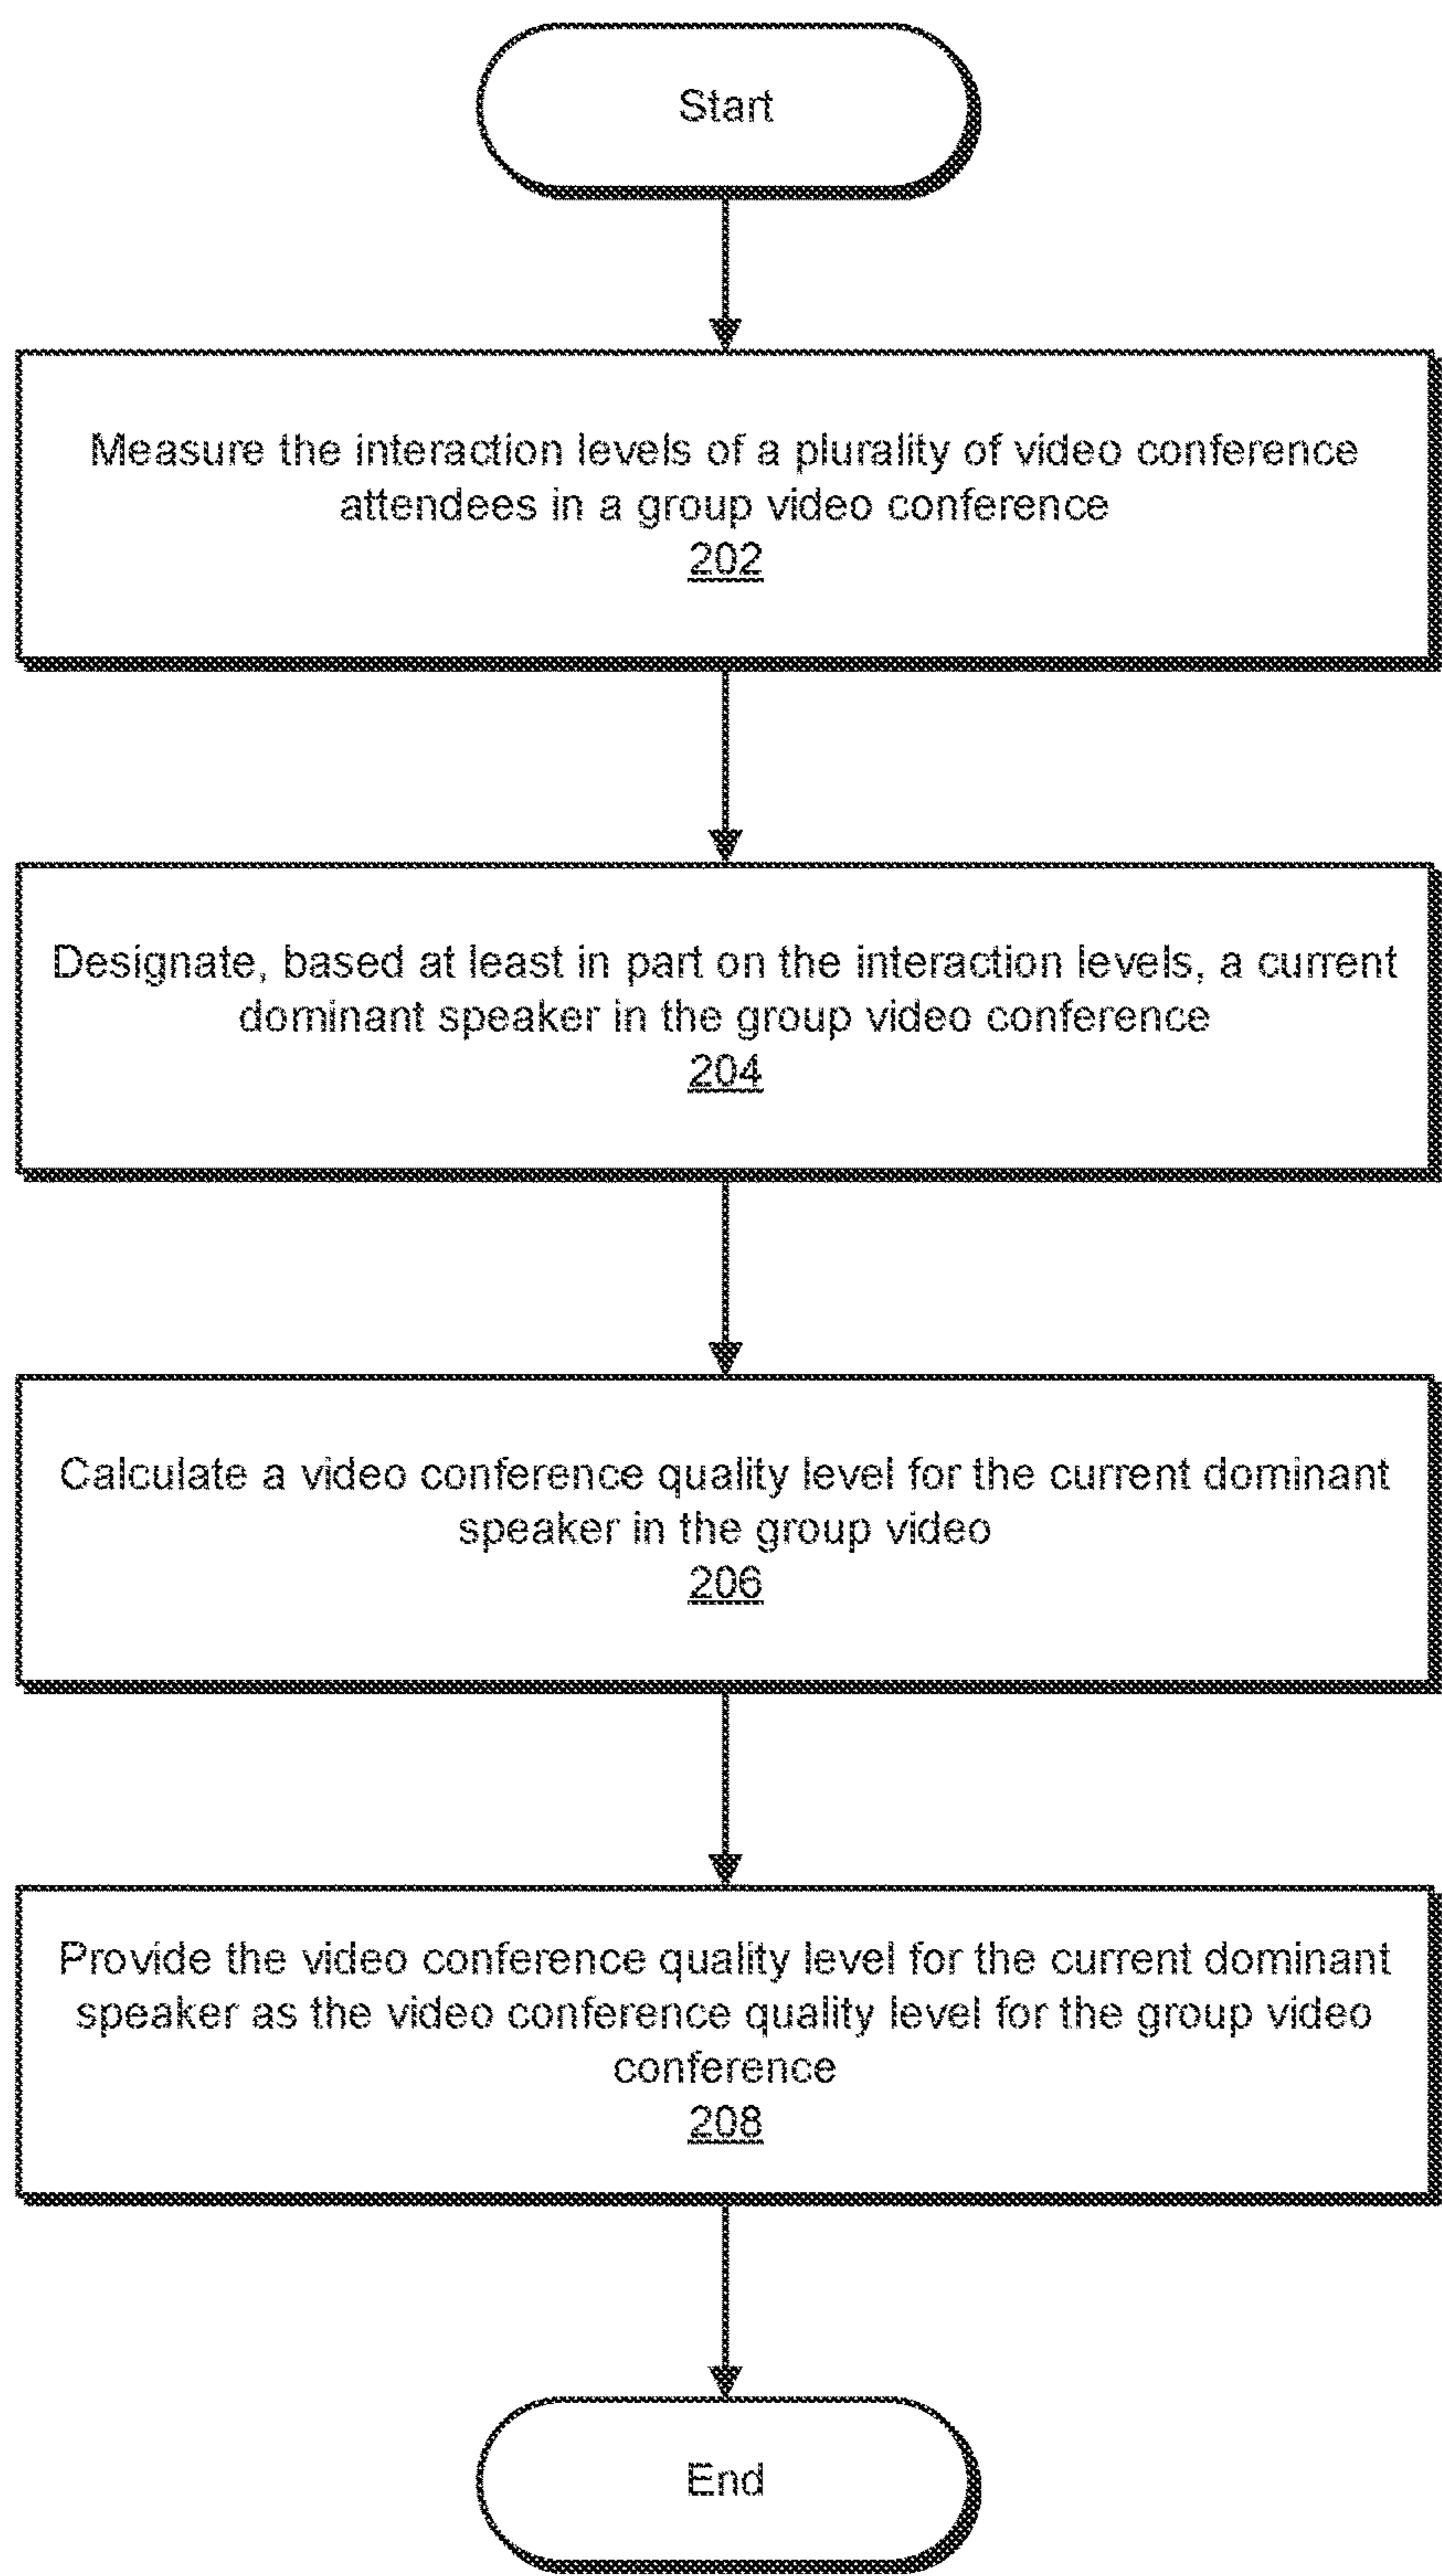 Start
Measure the interaction levels of a plurality of video conference
attendees in a group video conference
202
Designate, based at least in part on the interaction levels, a current
dominant speaker in the group video conference
204
Calculate a video conference quality level for the current dominant
speaker in the group video
206
Provide the video conference quality level for the current dominant
speaker as the video conference quality level for the group video
conference
208
End